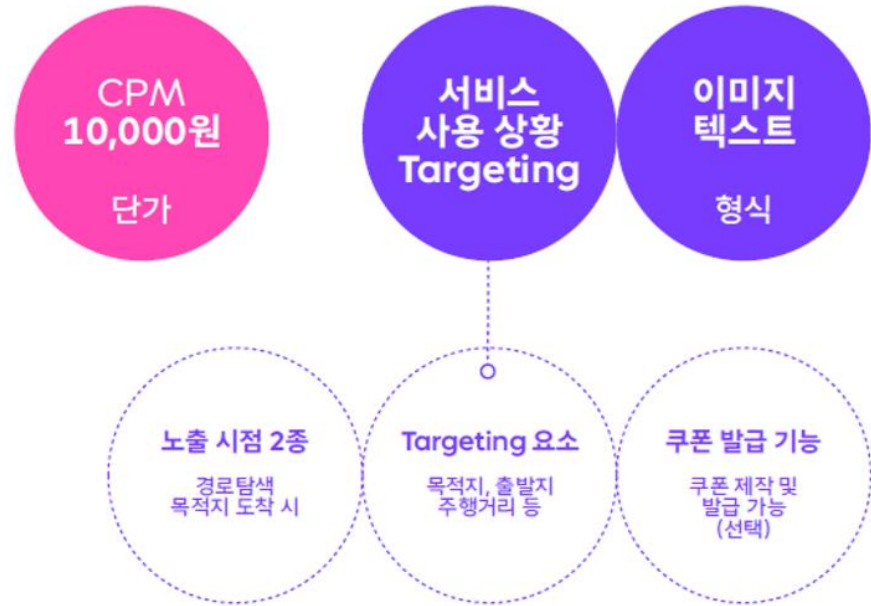 CPM
10,000원
단가
서비스
사용 상황
Targeting
이미지
텍스트
형식
노출 시점 2종
경로탐색
목적지 도착 시
Targeting 요소
목적지, 출발지
주행거리 등
쿠폰 발급 기능
쿠폰 제작 및
발급 가능
(선택)